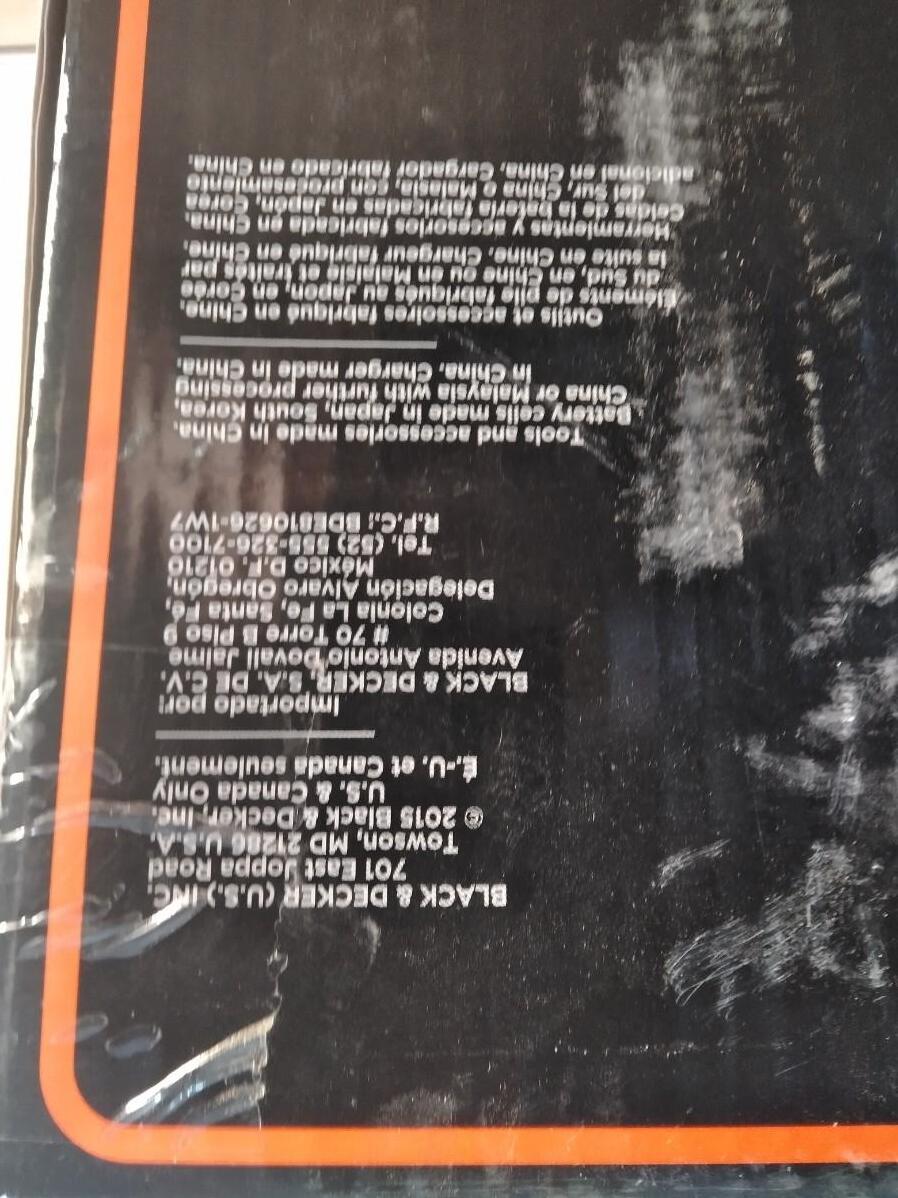 BLACK & DECKER (U.S.) INC.
701 East Joppa Road
Towson, MD 21286 U.S.A.
© 2015 Black & Decker, Inc.
U.S. & Canada Only
É.-U. et Canada seulement.
Importado por:
BLACK & DECKER, S.A. DE C.V.
Avenida Antonio Dovali Jaime
# 70 Torre B Piso 9
Colonia La Fe, Santa Fé,
Delegación Alvaro Obregón,
México D.F. 01210
Tel. (52) 555-326-7100
R.F.C.: BDE810626-1W7
Tools and accessories made in China.
Battery cells made in Japan, South Korea,
China or Malaysia with further processing
in China. Charger made in China.
Outils et accessoires fabriqué en China.
Éléments de pile fabriqués au Japon, en Corée
du Sud, en Chine ou en Malaisie et traités par
la suite en Chine. Chargeur fabriqué en Chine.
Herramientas y accesorios fabricada en China.
Celdas de la batería fabricadas en Japón, Corea
del Sur, China o Malasia, con procesamiento
adicional en China. Cargador fabricado en China.